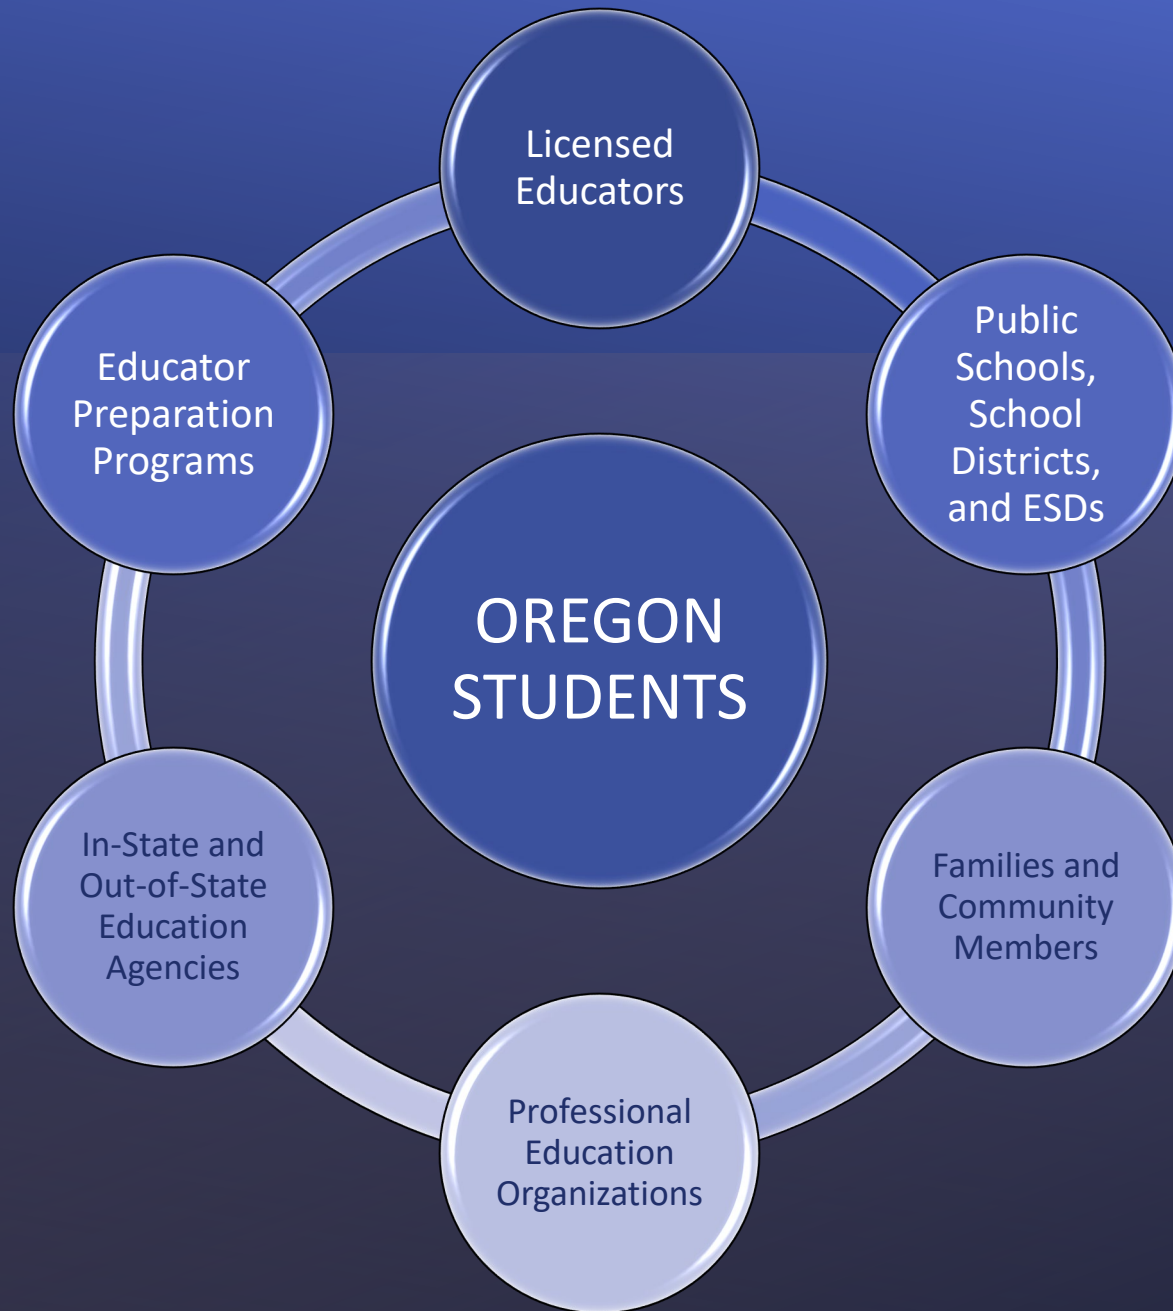 Licensed
Educators
Public
Schools,
School
Districts,
and ESDs
Educator
Preparation
Programs
OREGON
STUDENTS
In-State and
Out-of-State
Education
Agencies
Families and
Community
Members
Professional
Education
Organizations